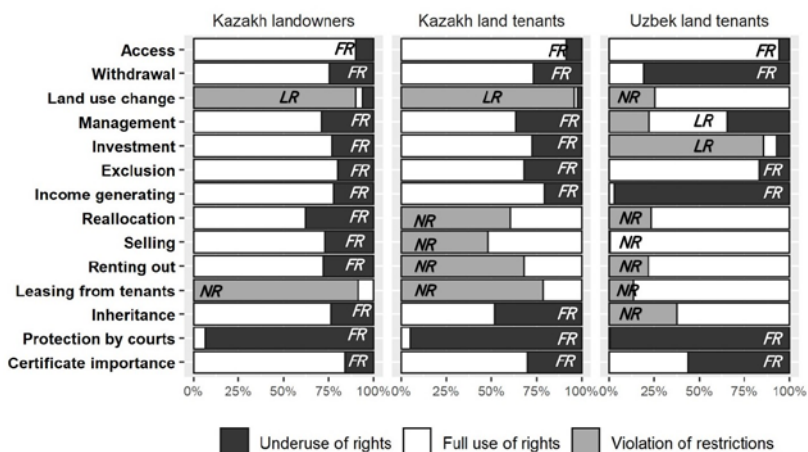 Kazakh landowners Kazakh land tenants Uzbek land tenants
Access FR FR FR
Withdrawal FR FR FR
Land use change LR LR NR
Management FR FR LR
Investment FR FR LR
Exclusion FR FR FR
Income generating FR FR FR
Reallocation FR NR NR
Selling FR NR NR
Renting out FR NR NR
Leasing from tenants NR NR NR
Inheritance FR FR NR
Protection by courts FR FR FR
Certificate importance FR FR FR
0% 25% 50% 75% 100% 0% 25% 50% 75% 100% 0% 25% 50% 75% 100%
Underuse of rights Full use of rights Violation of restrictions